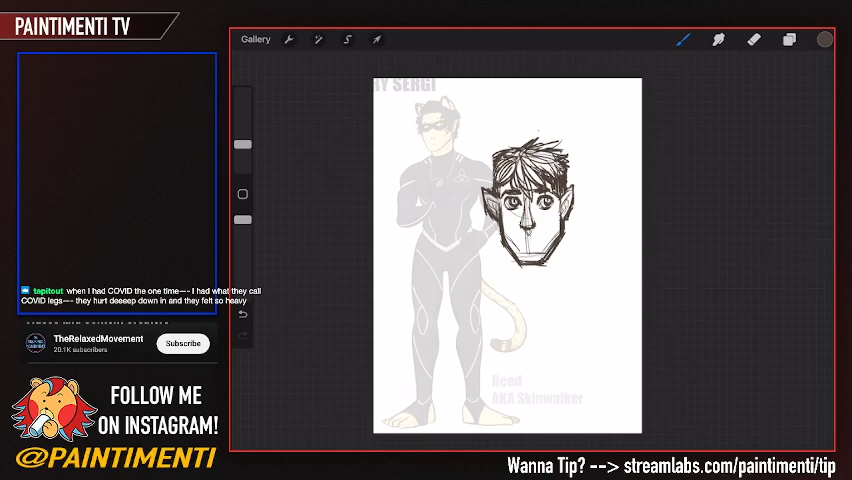 PAINTIMENTI TV
Gallery
BY SERGI
tapitout when I had COVID the one time—- I had what they call
COVID legs—- they hurt deeeep down in and they felt so heavy
TheRelaxedMovement
20.1K subscribers
Subscribe
Reed
AKA Skinwalker
FOLLOW ME
ON INSTAGRAM!
@PAINTIMENTI
Wanna Tip? --> streamlabs.com/paintimenti/tip